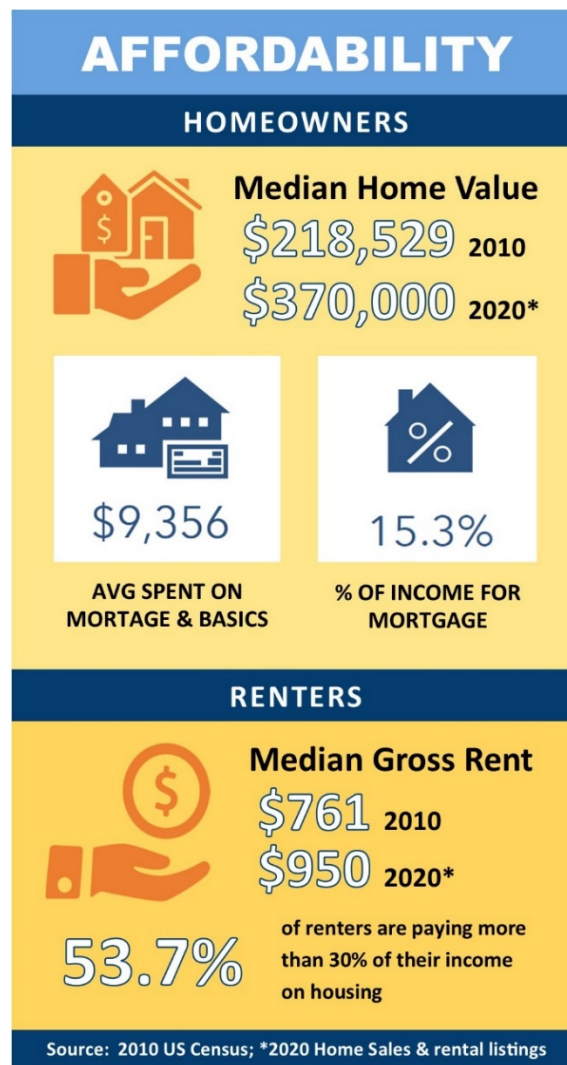 AFFORDABILITY
HOMEOWNERS
$
Median Home Value
$218,529 2010
$370,000 2020*
$9,356
AVG SPENT ON
MORTAGE & BASICS
%
15.3%
% OF INCOME FOR
MORTGAGE
RENTERS
$
Median Gross Rent
$761 2010
$950 2020*
53.7%
of renters are paying more
than 30% of their income
on housing
Source: 2010 US Census; *2020 Home Sales & rental listings